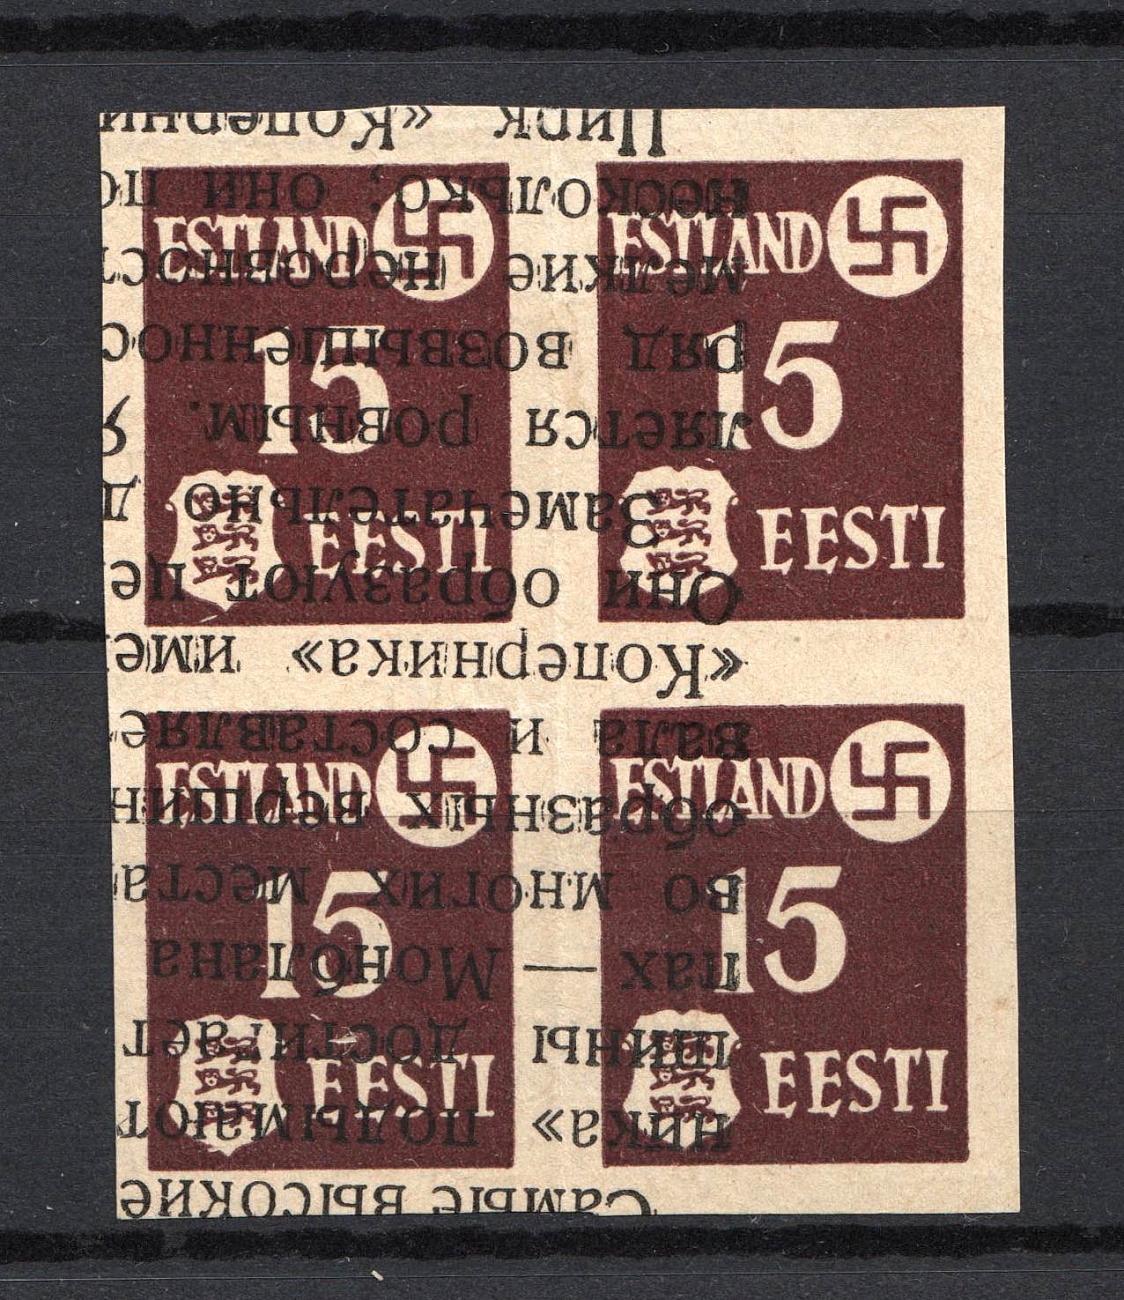 ESTLAND ESTLAND
15 15
EESTI EESTI
ESTLAND ESTLAND
15 15
EESTI EESTI
Самые высокие
ника» подымают
шины достигает
пах — Монблана
во многих места
образных вершин
вала и составляе
«Коперника» име
Они образуют це
Замечательно д
ляется ровным. Я
ряд возвышеннос
мелкие неровност
несколько; они по
Цирк «Коперни